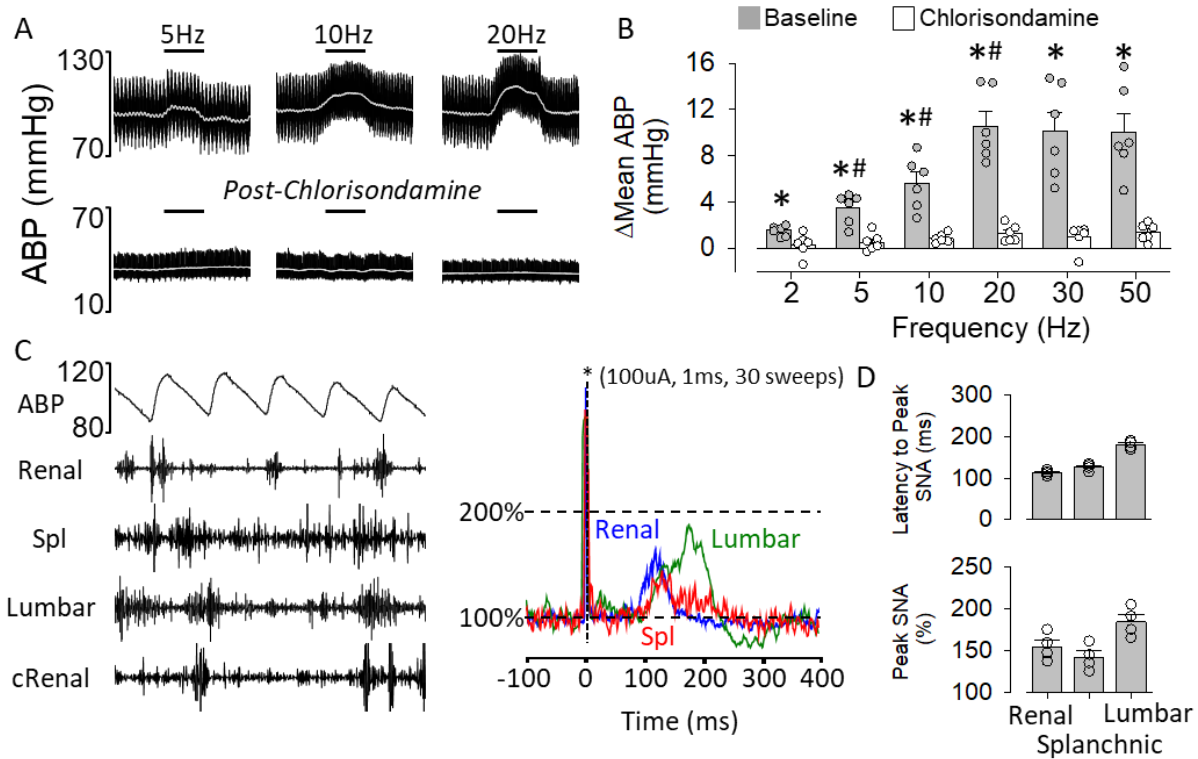 A
5Hz
10Hz
20Hz
130
70
ABP (mmHg)
Post-Chlorisondamine
70
10
B
Baseline
Chlorisondamine
16
12
8
4
0
ΔMean ABP
(mmHg)
*
*#
*#
*#
*
*
2
5
10
20
30
50
Frequency (Hz)
C
120
ABP
80
Renal
Spl
Lumbar
cRenal
* (100uA, 1ms, 30 sweeps)
200%
Renal
Lumbar
100%
Spl
-100
0
100
200
300
400
Time (ms)
D
Latency to Peak
SNA (ms)
300
200
100
0
Peak SNA
(%)
250
200
150
100
Renal
Lumbar
Splanchnic